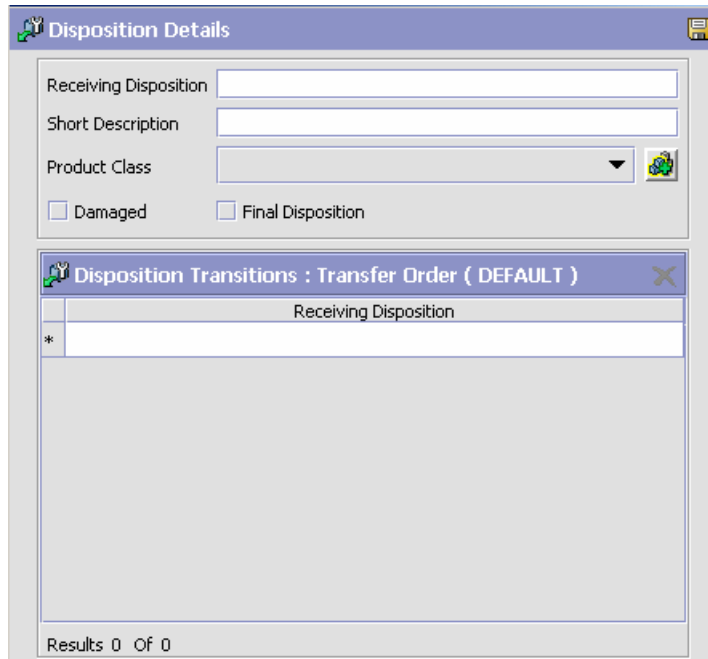 Disposition Details
Receiving Disposition
Short Description
Product Class
Damaged Final Disposition
Disposition Transitions : Transfer Order ( DEFAULT )
Receiving Disposition
*
Results 0 Of 0